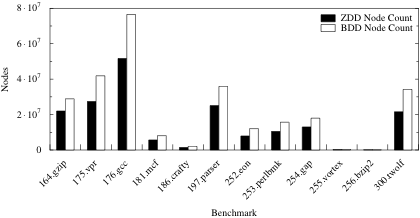 8 · 10⁷
ZDD Node Count
BDD Node Count
6 · 10⁷
Nodes
4 · 10⁷
2 · 10⁷
0
164.gzip
175.vpr
176.gcc
181.mcf
186.crafty
197.parser
252.eon
253.perlbmk
254.gap
255.vortex
256.bzip2
300.twolf
Benchmark